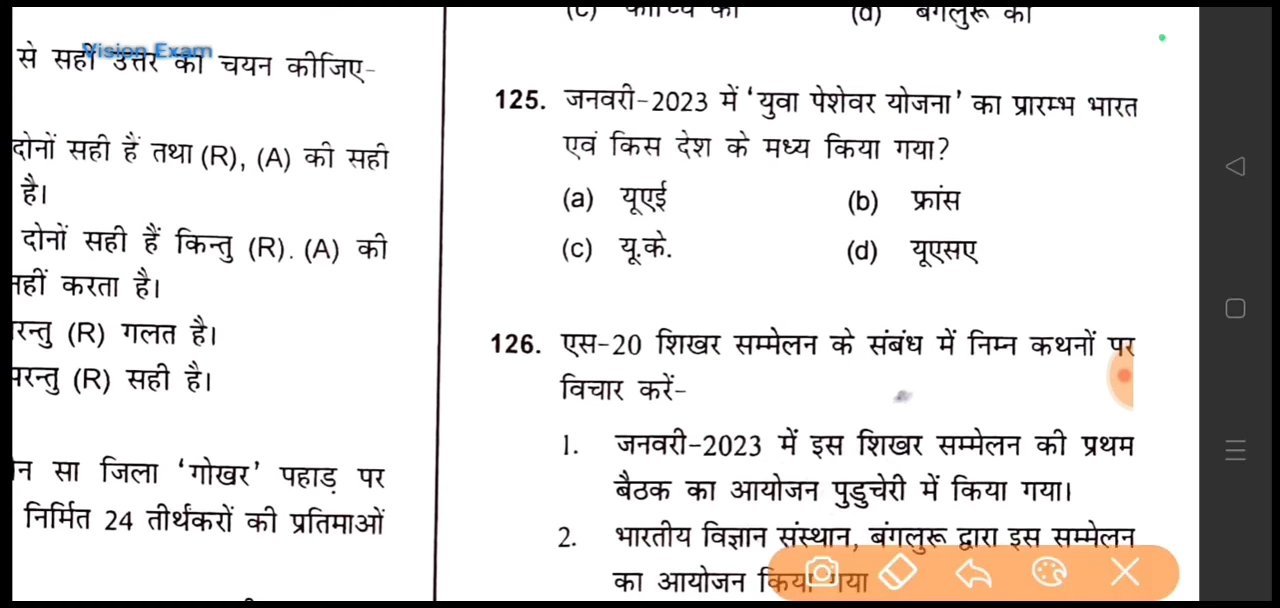 (d) बंगलुरू को
Vision Exam
से सही उत्तर का चयन कीजिए-
दोनों सही हैं तथा (R), (A) की सही
है।
दोनों सही हैं किन्तु (R). (A) की
नहीं करता है।
(R) गलत है।
(R) सही है।
सा जिला 'गोखर' पहाड़ पर
निर्मित 24 तीर्थंकरों की प्रतिमाओं
125. जनवरी-2023 में 'युवा पेशेवर योजना' का प्रारम्भ भारत
एवं किस देश के मध्य किया गया?
(a) यूएई (b) फ्रांस
(c) यू.के. (d) यूएसए
126. एस-20 शिखर सम्मेलन के संबंध में निम्न कथनों पर
विचार करें-
1. जनवरी-2023 में इस शिखर सम्मेलन की प्रथम
बैठक का आयोजन पुडुचेरी में किया गया।
2. भारतीय विज्ञान संस्थान, बंगलुरू द्वारा इस सम्मेलन
का आयोजन किया गया